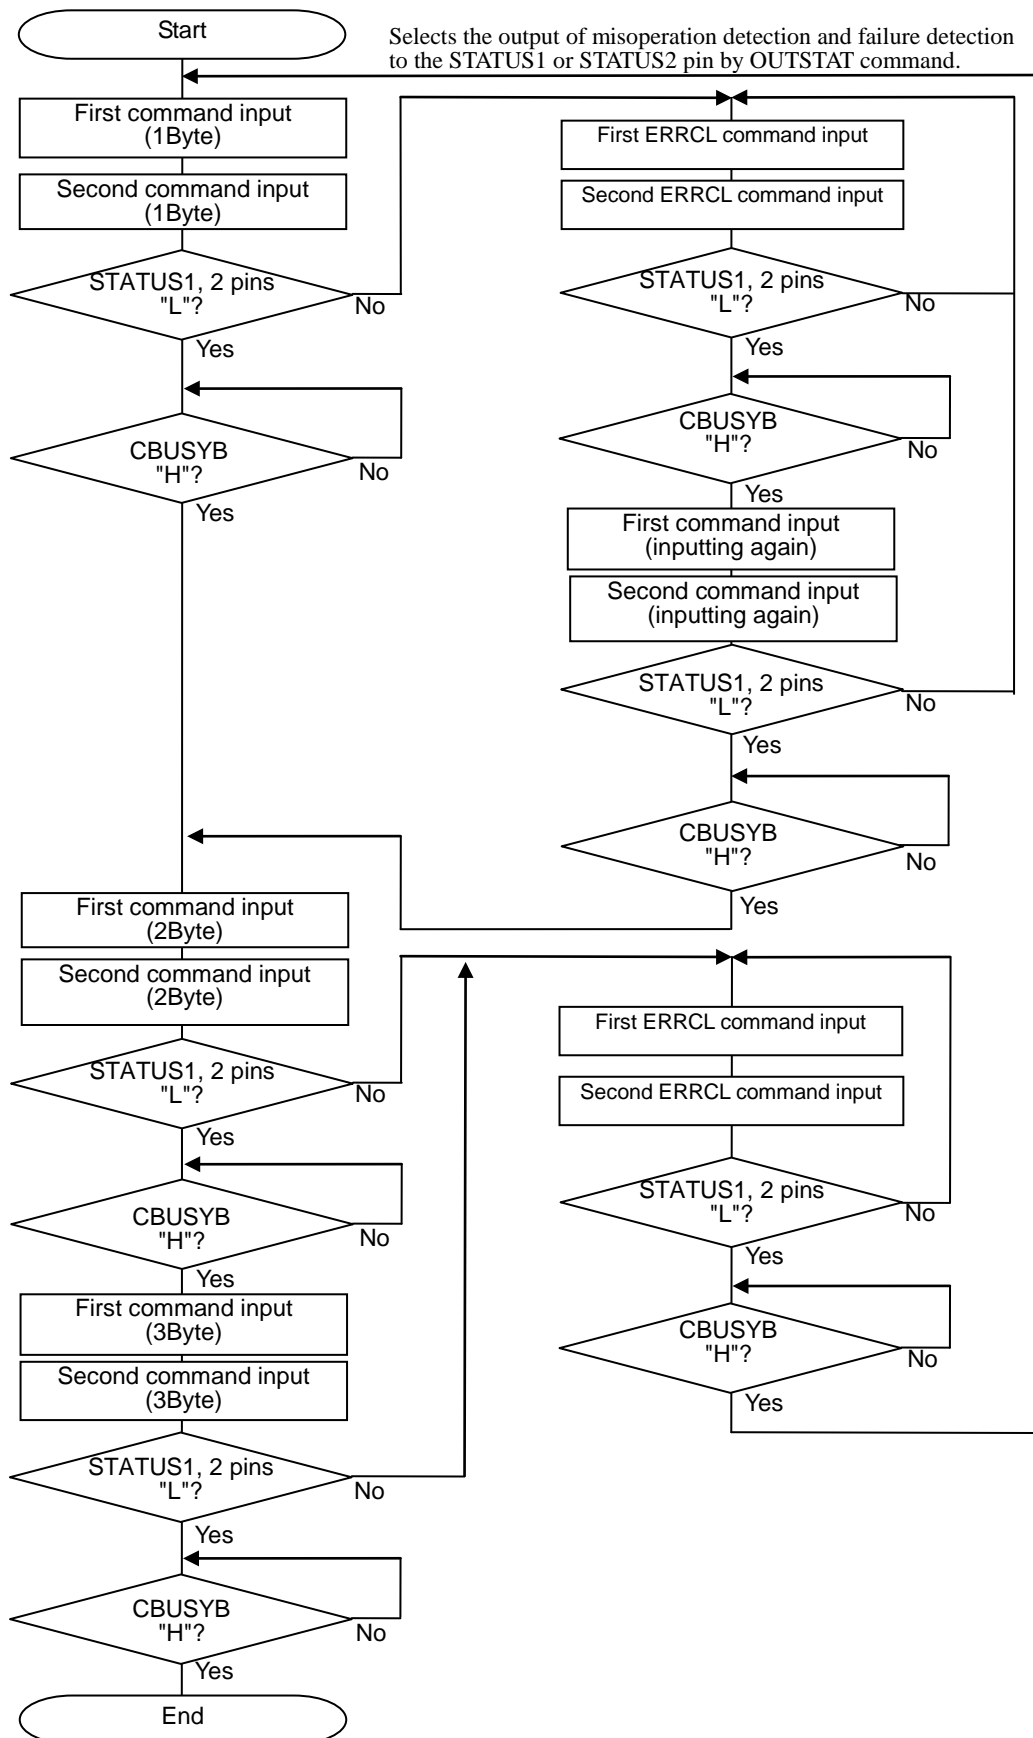 Start
Selects the output of misoperation detection and failure detection
to the STATUS1 or STATUS2 pin by OUTSTAT command.
First command input
(1Byte)
Second command input
(1Byte)
STATUS1, 2 pins
"L"?
No
Yes
CBUSYB
"H"?
No
Yes
First ERRCL command input
Second ERRCL command input
STATUS1, 2 pins
"L"?
No
Yes
CBUSYB
"H"?
No
Yes
First command input
(inputting again)
Second command input
(inputting again)
STATUS1, 2 pins
"L"?
No
Yes
CBUSYB
"H"?
No
Yes
First command input
(2Byte)
Second command input
(2Byte)
STATUS1, 2 pins
"L"?
No
Yes
CBUSYB
"H"?
No
Yes
First command input
(3Byte)
Second command input
(3Byte)
STATUS1, 2 pins
"L"?
No
Yes
CBUSYB
"H"?
No
Yes
End
First ERRCL command input
Second ERRCL command input
STATUS1, 2 pins
"L"?
No
Yes
CBUSYB
"H"?
No
Yes